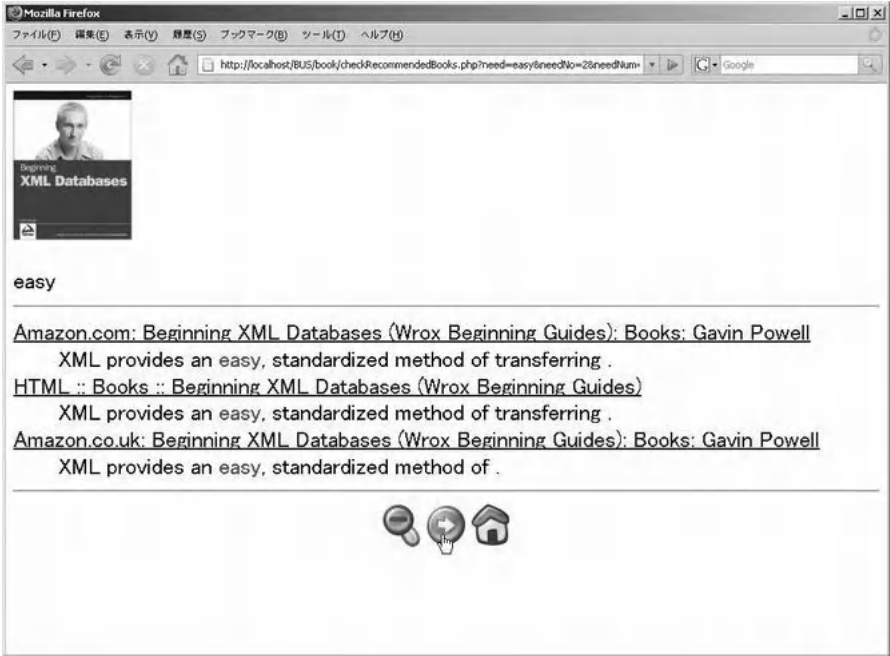 Mozilla Firefox
ファイル(F) 編集(E) 表示(V) 履歴(S) ブックマーク(B) ツール(T) ヘルプ(H)
http://localhost/BUS/book/checkRecommendedBooks.php?need=easy&needNo=2&needNum=
G Google
Beginning
XML Databases
easy
Amazon.com: Beginning XML Databases (Wrox Beginning Guides): Books: Gavin Powell
XML provides an easy, standardized method of transferring .
HTML :: Books :: Beginning XML Databases (Wrox Beginning Guides)
XML provides an easy, standardized method of transferring .
Amazon.co.uk: Beginning XML Databases (Wrox Beginning Guides): Books: Gavin Powell
XML provides an easy, standardized method of .